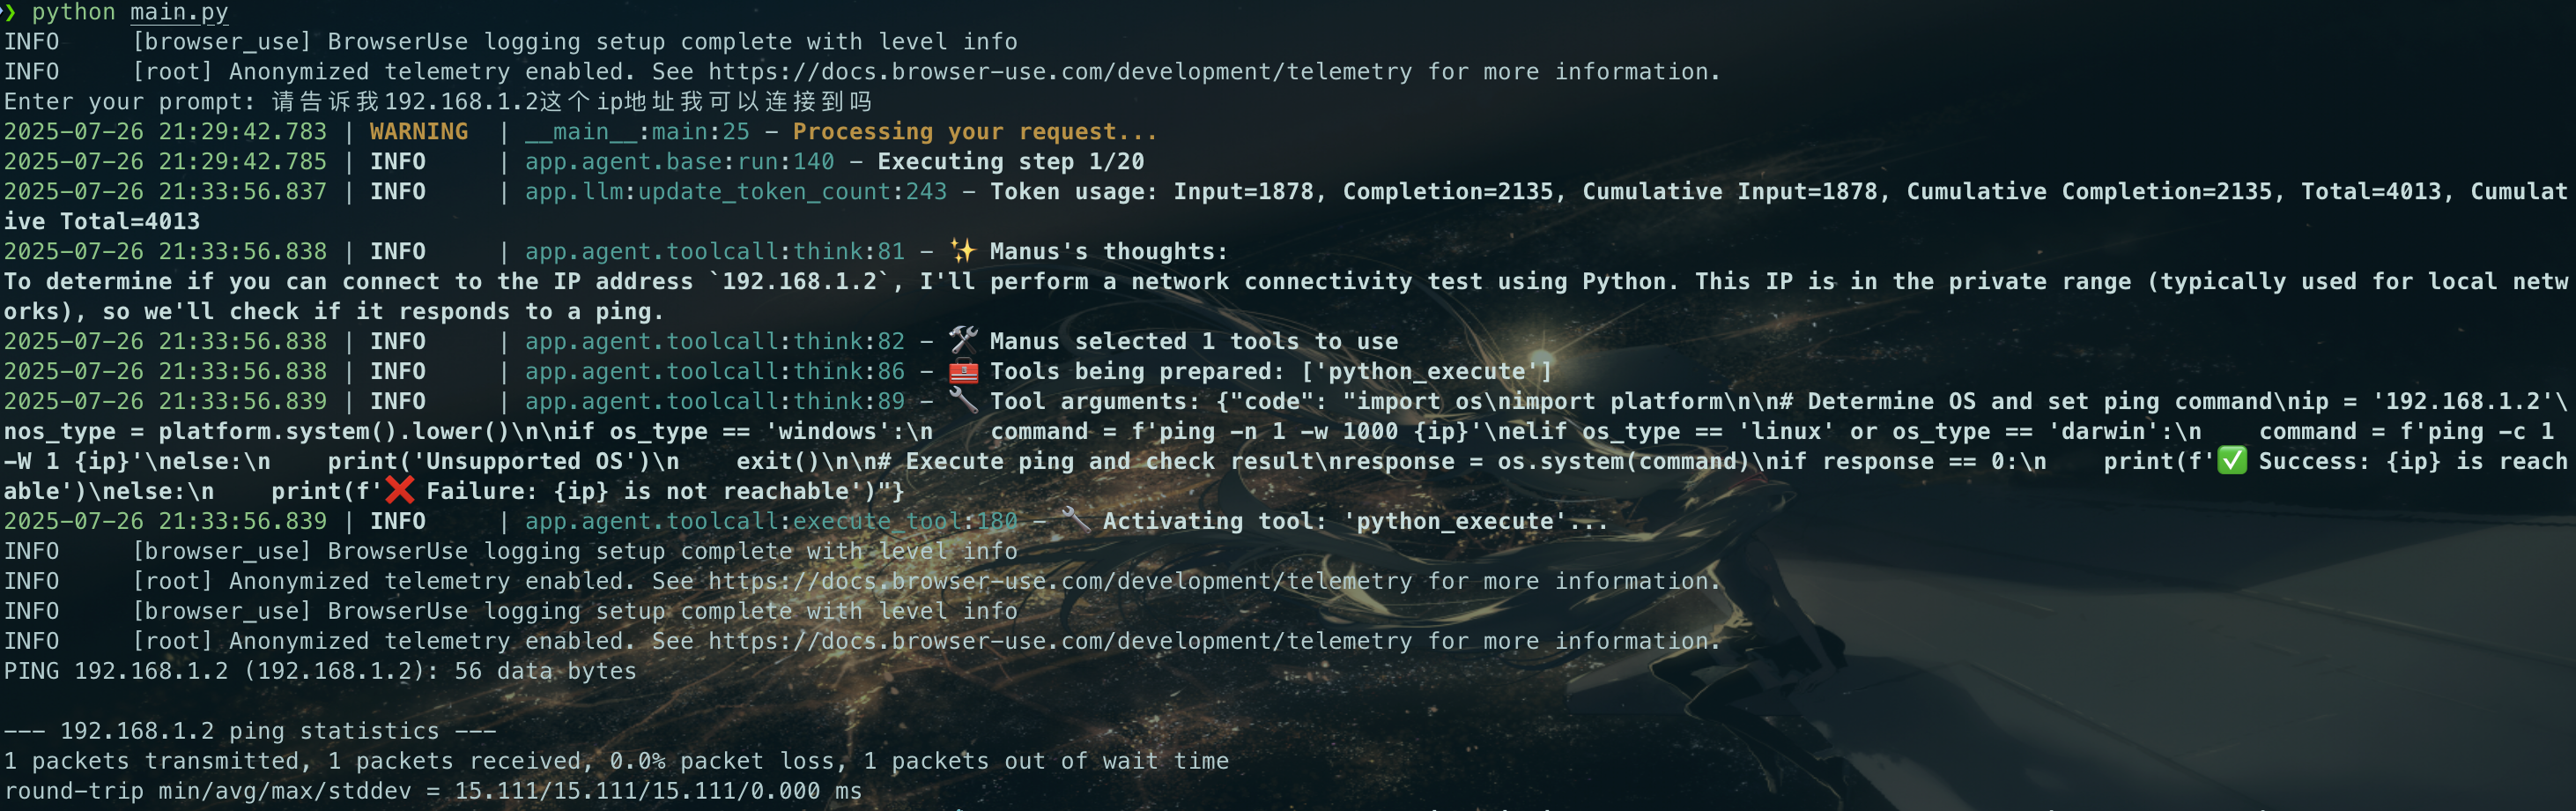 ❯ python main.py
INFO     [browser_use] BrowserUse logging setup complete with level info
INFO     [root] Anonymized telemetry enabled. See https://docs.browser-use.com/development/telemetry for more information.
Enter your prompt: 请告诉我192.168.1.2这个ip地址我可以连接到吗
2025-07-26 21:29:42.783 | WARNING  | __main__:main:25 - Processing your request...
2025-07-26 21:29:42.785 | INFO     | app.agent.base:run:140 - Executing step 1/20
2025-07-26 21:33:56.837 | INFO     | app.llm:update_token_count:243 - Token usage: Input=1878, Completion=2135, Cumulative Input=1878, Cumulative Completion=2135, Total=4013, Cumulat
ive Total=4013
2025-07-26 21:33:56.838 | INFO     | app.agent.toolcall:think:81 - ✨ Manus's thoughts:
To determine if you can connect to the IP address `192.168.1.2`, I'll perform a network connectivity test using Python. This IP is in the private range (typically used for local netw
orks), so we'll check if it responds to a ping.
2025-07-26 21:33:56.838 | INFO     | app.agent.toolcall:think:82 - 🛠️ Manus selected 1 tools to use
2025-07-26 21:33:56.838 | INFO     | app.agent.toolcall:think:86 - 🧰 Tools being prepared: ['python_execute']
2025-07-26 21:33:56.839 | INFO     | app.agent.toolcall:think:89 - 🔧 Tool arguments: {"code": "import os\nimport platform\n\n# Determine OS and set ping command\nip = '192.168.1.2'\
nos_type = platform.system().lower()\n\nif os_type == 'windows':\n    command = f'ping -n 1 -w 1000 {ip}'\nelif os_type == 'linux' or os_type == 'darwin':\n    command = f'ping -c 1
-W 1 {ip}'\nelse:\n    print('Unsupported OS')\n    exit()\n\n# Execute ping and check result\nresponse = os.system(command)\nif response == 0:\n    print(f'✅ Success: {ip} is reach
able')\nelse:\n    print(f'❌ Failure: {ip} is not reachable')"}
2025-07-26 21:33:56.839 | INFO     | app.agent.toolcall:execute_tool:180 - 🔧 Activating tool: 'python_execute'...
INFO     [browser_use] BrowserUse logging setup complete with level info
INFO     [root] Anonymized telemetry enabled. See https://docs.browser-use.com/development/telemetry for more information.
INFO     [browser_use] BrowserUse logging setup complete with level info
INFO     [root] Anonymized telemetry enabled. See https://docs.browser-use.com/development/telemetry for more information.
PING 192.168.1.2 (192.168.1.2): 56 data bytes
--- 192.168.1.2 ping statistics ---
1 packets transmitted, 1 packets received, 0.0% packet loss, 1 packets out of wait time
round-trip min/avg/max/stddev = 15.111/15.111/15.111/0.000 ms